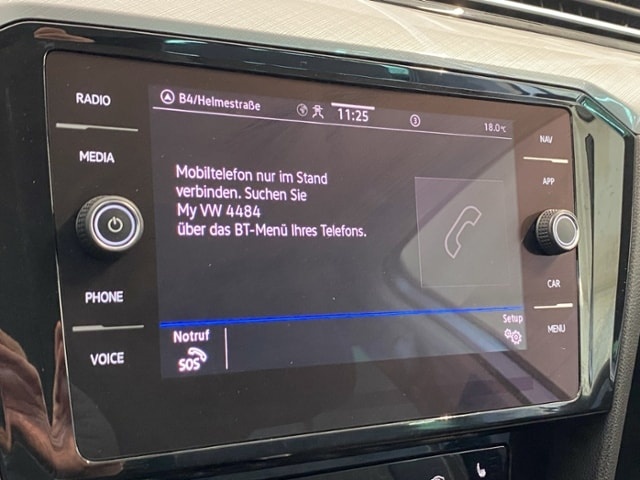 RADIO
MEDIA
PHONE
VOICE
B4/Helmestraße
11:25
3
18.0°C
Mobiltelefon nur im Stand
verbinden. Suchen Sie
My VW 4484
über das BT-Menü Ihres Telefons.
Notruf
SOS
Setup
NAV
APP
CAR
MENU